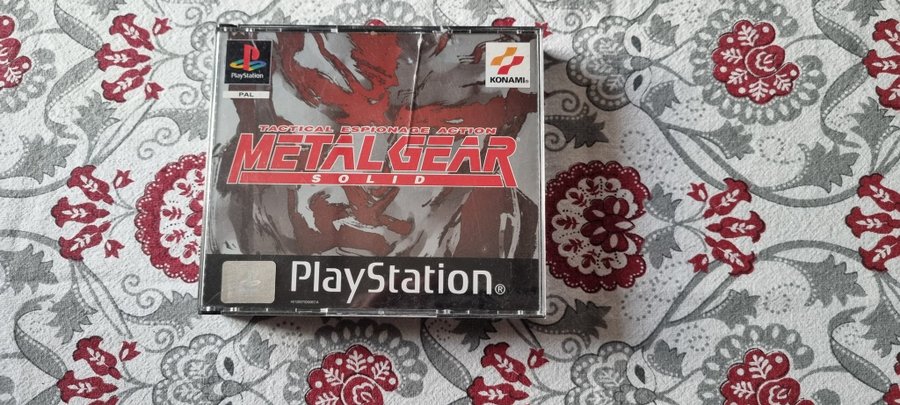 PlayStation
PAL
KONAMI®
TACTICAL ESPIONAGE ACTION
METAL GEAR
SOLID
PlayStation®